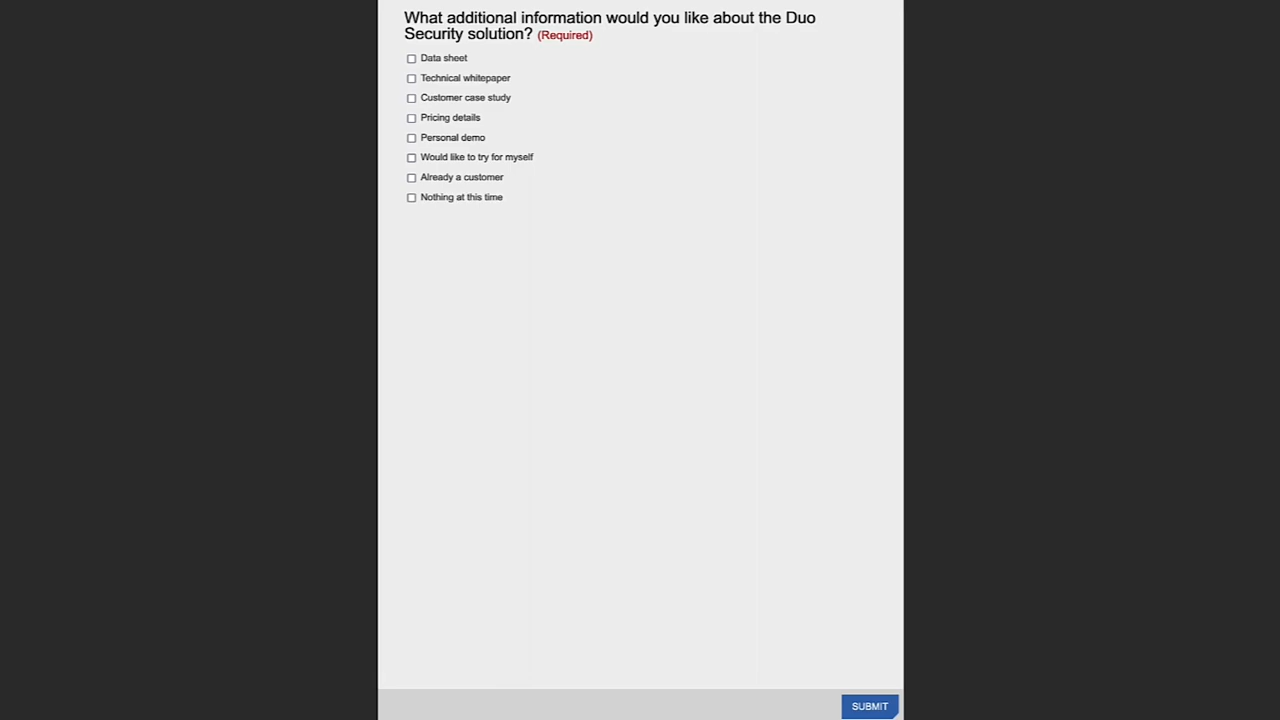 What additional information would you like about the Duo
Security solution? (Required)
Data sheet
Technical whitepaper
Customer case study
Pricing details
Personal demo
Would like to try for myself
Already a customer
Nothing at this time
SUBMIT